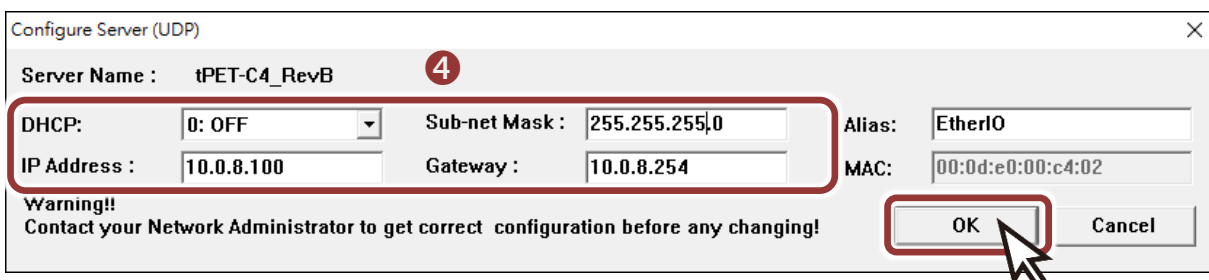 Configure Server (UDP)
Server Name : tPET-C4_RevB 4
DHCP: 0: OFF Sub-net Mask : 255.255.255.0 Alias: EtherIO
IP Address : 10.0.8.100 Gateway : 10.0.8.254 MAC: 00:0d:e0:00:c4:02
Warning!!
Contact your Network Administrator to get correct configuration before any changing! OK Cancel